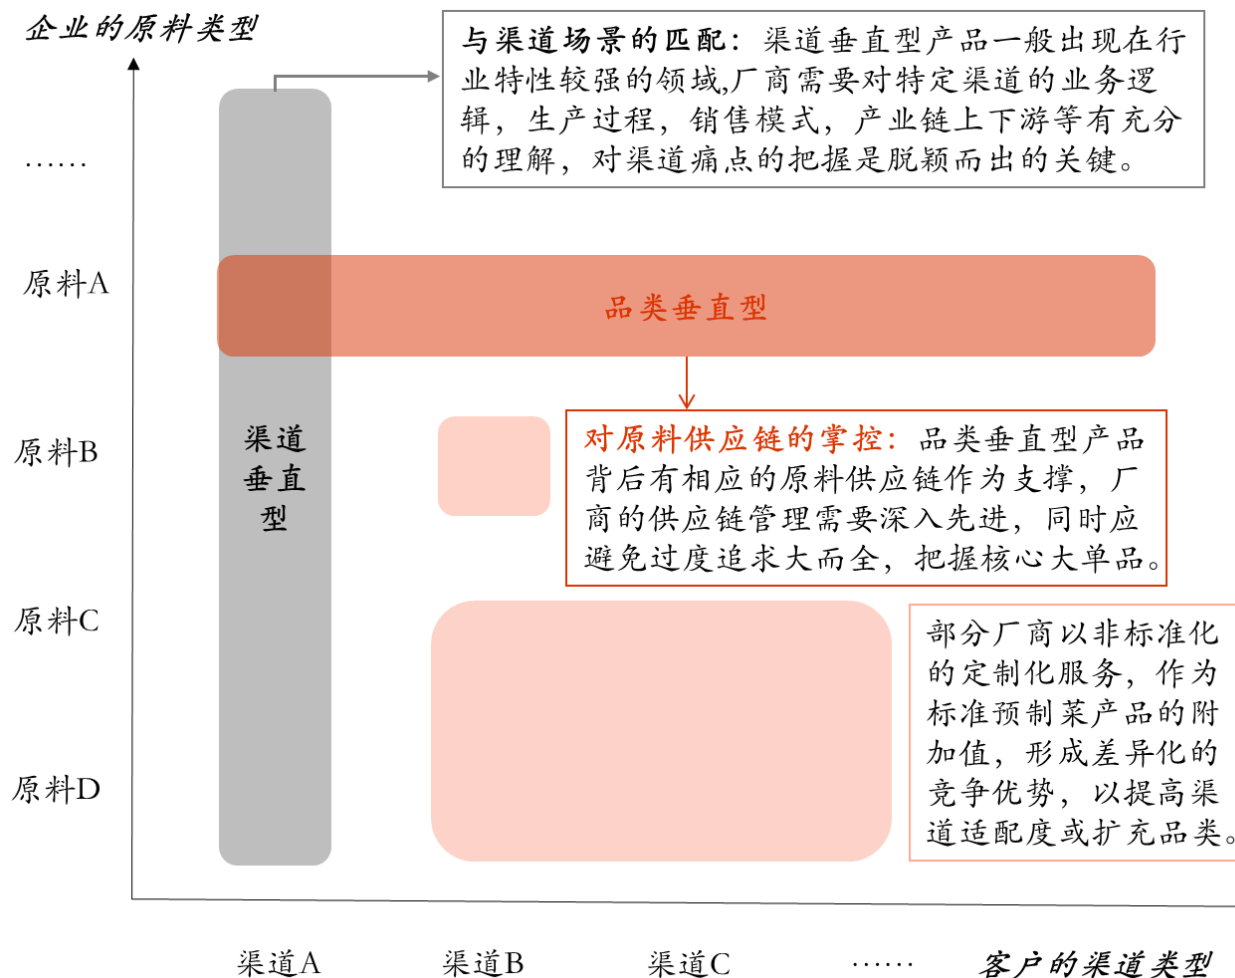 企业的原料类型
与渠道场景的匹配：渠道垂直型产品一般出现在行
业特性较强的领域,厂商需要对特定渠道的业务逻
辑，生产过程，销售模式，产业链上下游等有充分
的理解，对渠道痛点的把握是脱颖而出的关键。
……
原料A
品类垂直型
原料B
渠道
垂直
型
对原料供应链的掌控：品类垂直型产品
背后有相应的原料供应链作为支撑，厂
商的供应链管理需要深入先进，同时应
避免过度追求大而全，把握核心大单品。
原料C
部分厂商以非标准化
的定制化服务，作为
标准预制菜产品的附
加值，形成差异化的
竞争优势，以提高渠
道适配度或扩充品类。
原料D
渠道A
渠道B
渠道C
……
客户的渠道类型